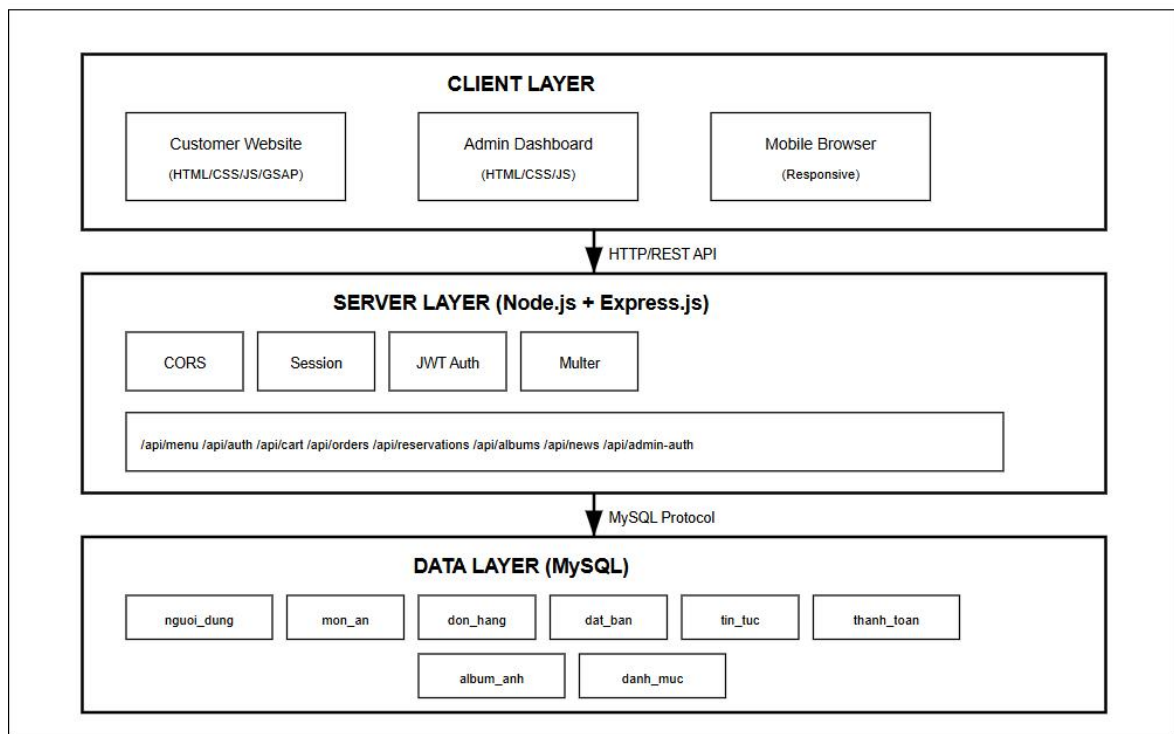 CLIENT LAYER
Customer Website
(HTML/CSS/JS/GSAP)
Admin Dashboard
(HTML/CSS/JS)
Mobile Browser
(Responsive)
HTTP/REST API
SERVER LAYER (Node.js + Express.js)
CORS
Session
JWT Auth
Multer
/api/menu /api/auth /api/cart /api/orders /api/reservations /api/albums /api/news /api/admin-auth
MySQL Protocol
DATA LAYER (MySQL)
nguoi_dung
mon_an
don_hang
dat_ban
tin_tuc
thanh_toan
album_anh
danh_muc